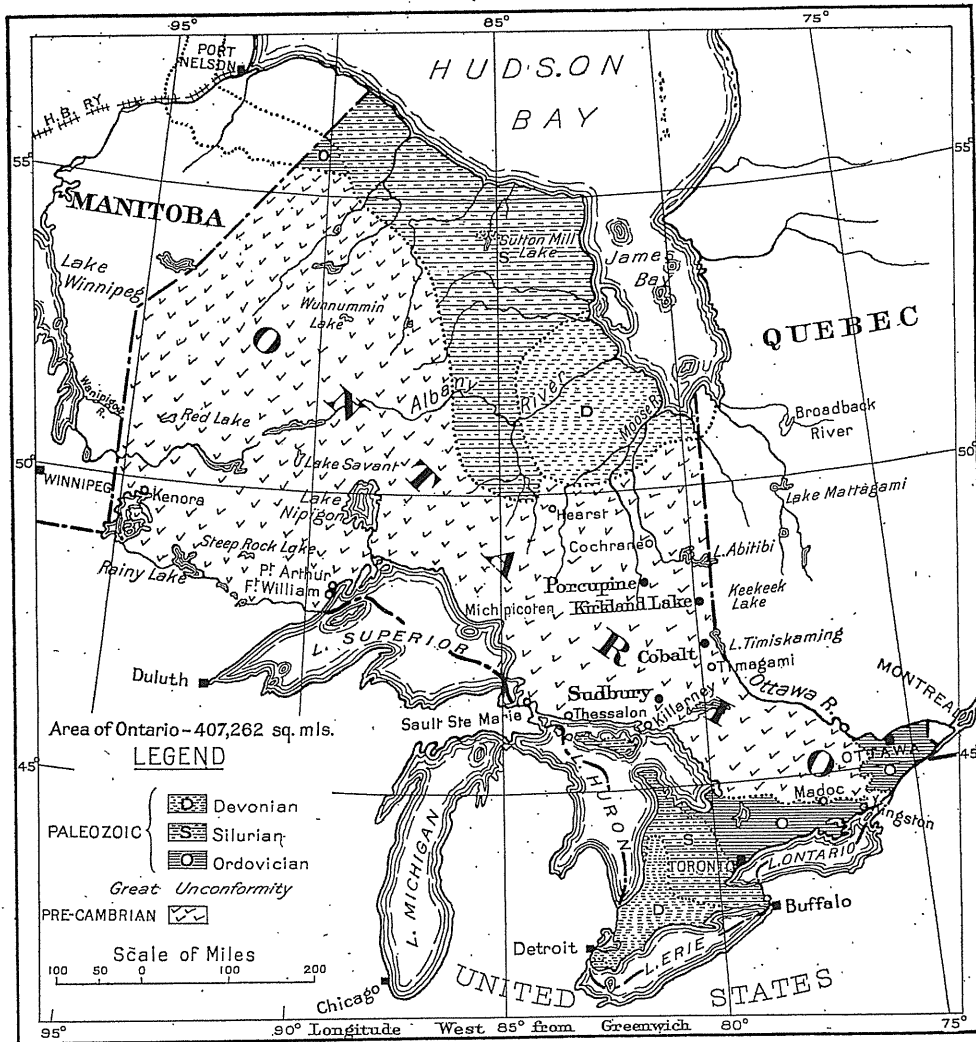 95° 85° 75°
PORT
NELSON
HUDSON
BAY
H.B. RY
55° 55°
MANITOBA
Lake
Winnipeg
Sutton Mill
Lake
S
James
Bay
Wunnummin
Lake
QUEBEC
ONTARIO
Albany River
D
Moose R.
Wanipigow
R.
Red Lake
Broadback
River
50° 50°
WINNIPEG
Lake Savant
Kenora
Lake
Nipigon
Lake Mattagami
Hearst
Steep Rock Lake
Cochrane
L. Abitibi
Rainy Lake
Pt. Arthur
Ft. William
Porcupine
Keekeek
Lake
Michipicoten
Kirkland Lake
L. SUPERIOR
L. Timiskaming
Cobalt
Timagami
Duluth
Sudbury
Ottawa R.
MONTREAL
Sault Ste Marie
Thessalon
Killarney
Area of Ontario - 407,262 sq. mls.
OTTAWA
45° 45°
O
LEGEND
L. HURON
Madoc
Kingston
PALEOZOIC
D Devonian
S Silurian
O Ordovician
S
O
TORONTO
L. ONTARIO
Great Unconformity
L. MICHIGAN
PRE-CAMBRIAN
D
Buffalo
Scale of Miles
100 50 0 100 200
Detroit
L. ERIE
Chicago
UNITED STATES
95° 90° Longitude West 85° from Greenwich 80° 75°